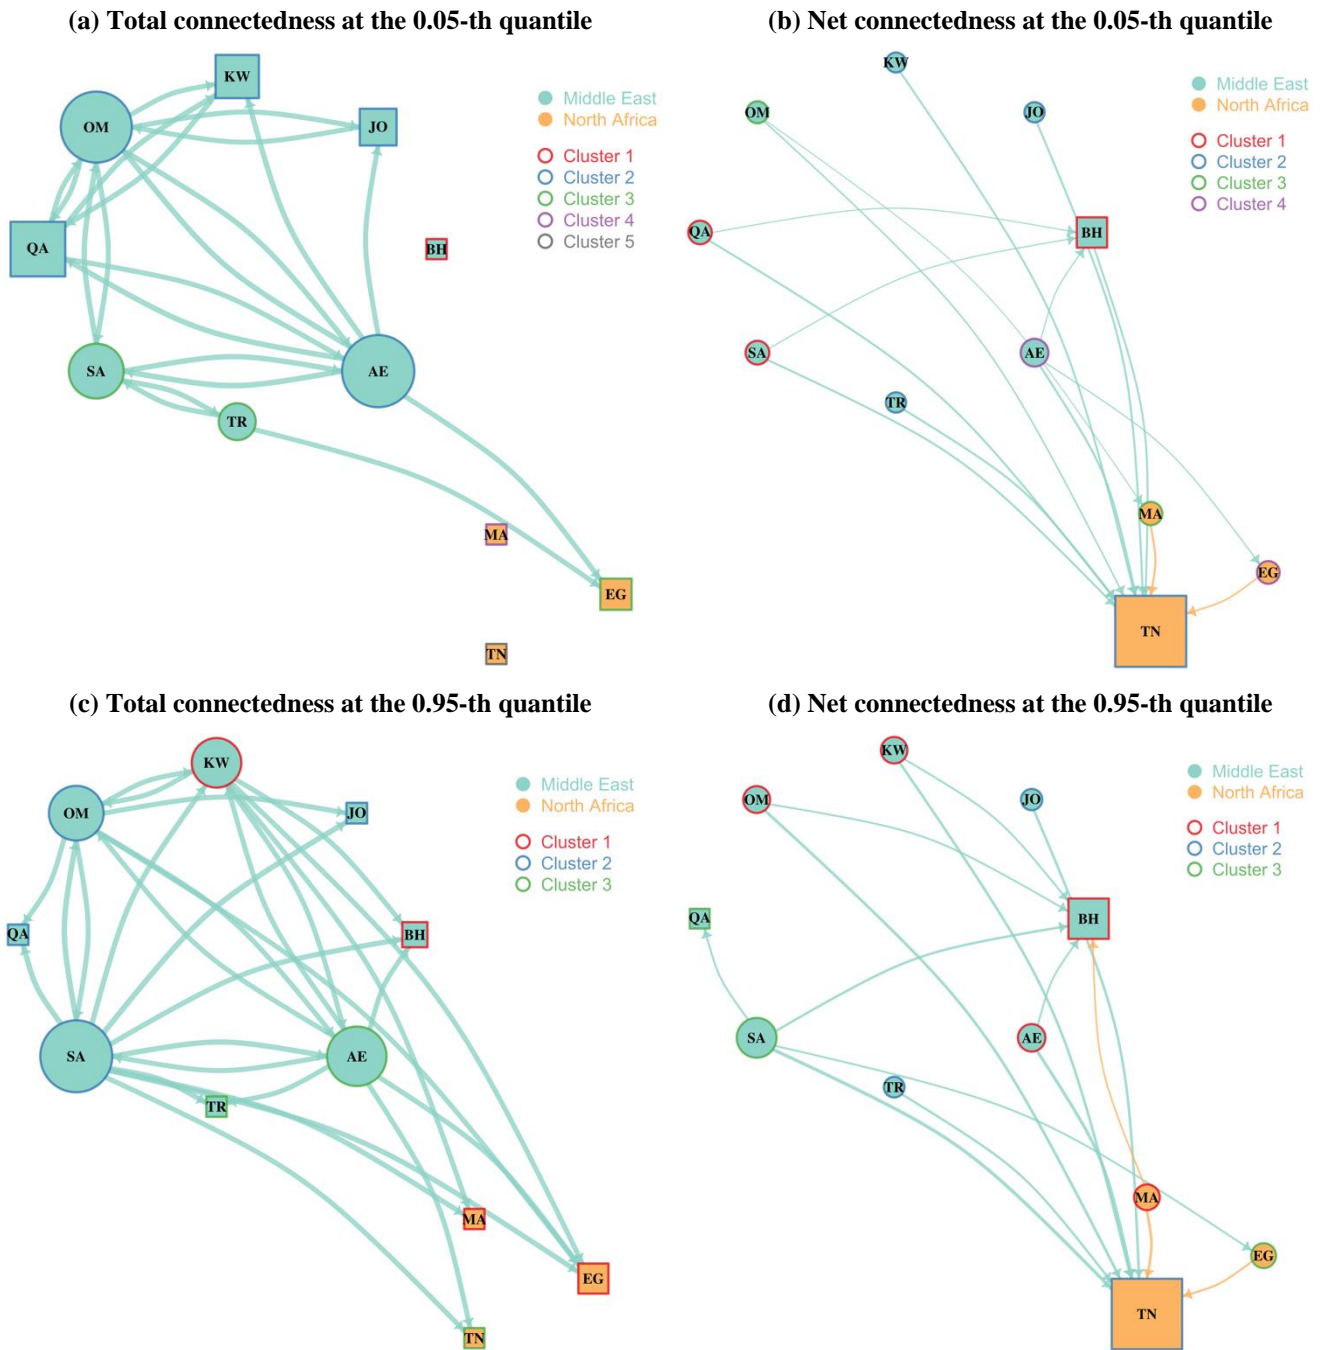 (a) Total connectedness at the 0.05-th quantile
KW
OM
JO
QA
BH
SA
AE
TR
MA
EG
TN
Middle East
North Africa
Cluster 1
Cluster 2
Cluster 3
Cluster 4
Cluster 5
(b) Net connectedness at the 0.05-th quantile
KW
OM
JO
QA
BH
SA
AE
TR
MA
EG
TN
Middle East
North Africa
Cluster 1
Cluster 2
Cluster 3
Cluster 4
(c) Total connectedness at the 0.95-th quantile
KW
OM
JO
QA
BH
SA
AE
TR
MA
EG
TN
Middle East
North Africa
Cluster 1
Cluster 2
Cluster 3
(d) Net connectedness at the 0.95-th quantile
KW
OM
JO
QA
BH
SA
AE
TR
MA
EG
TN
Middle East
North Africa
Cluster 1
Cluster 2
Cluster 3